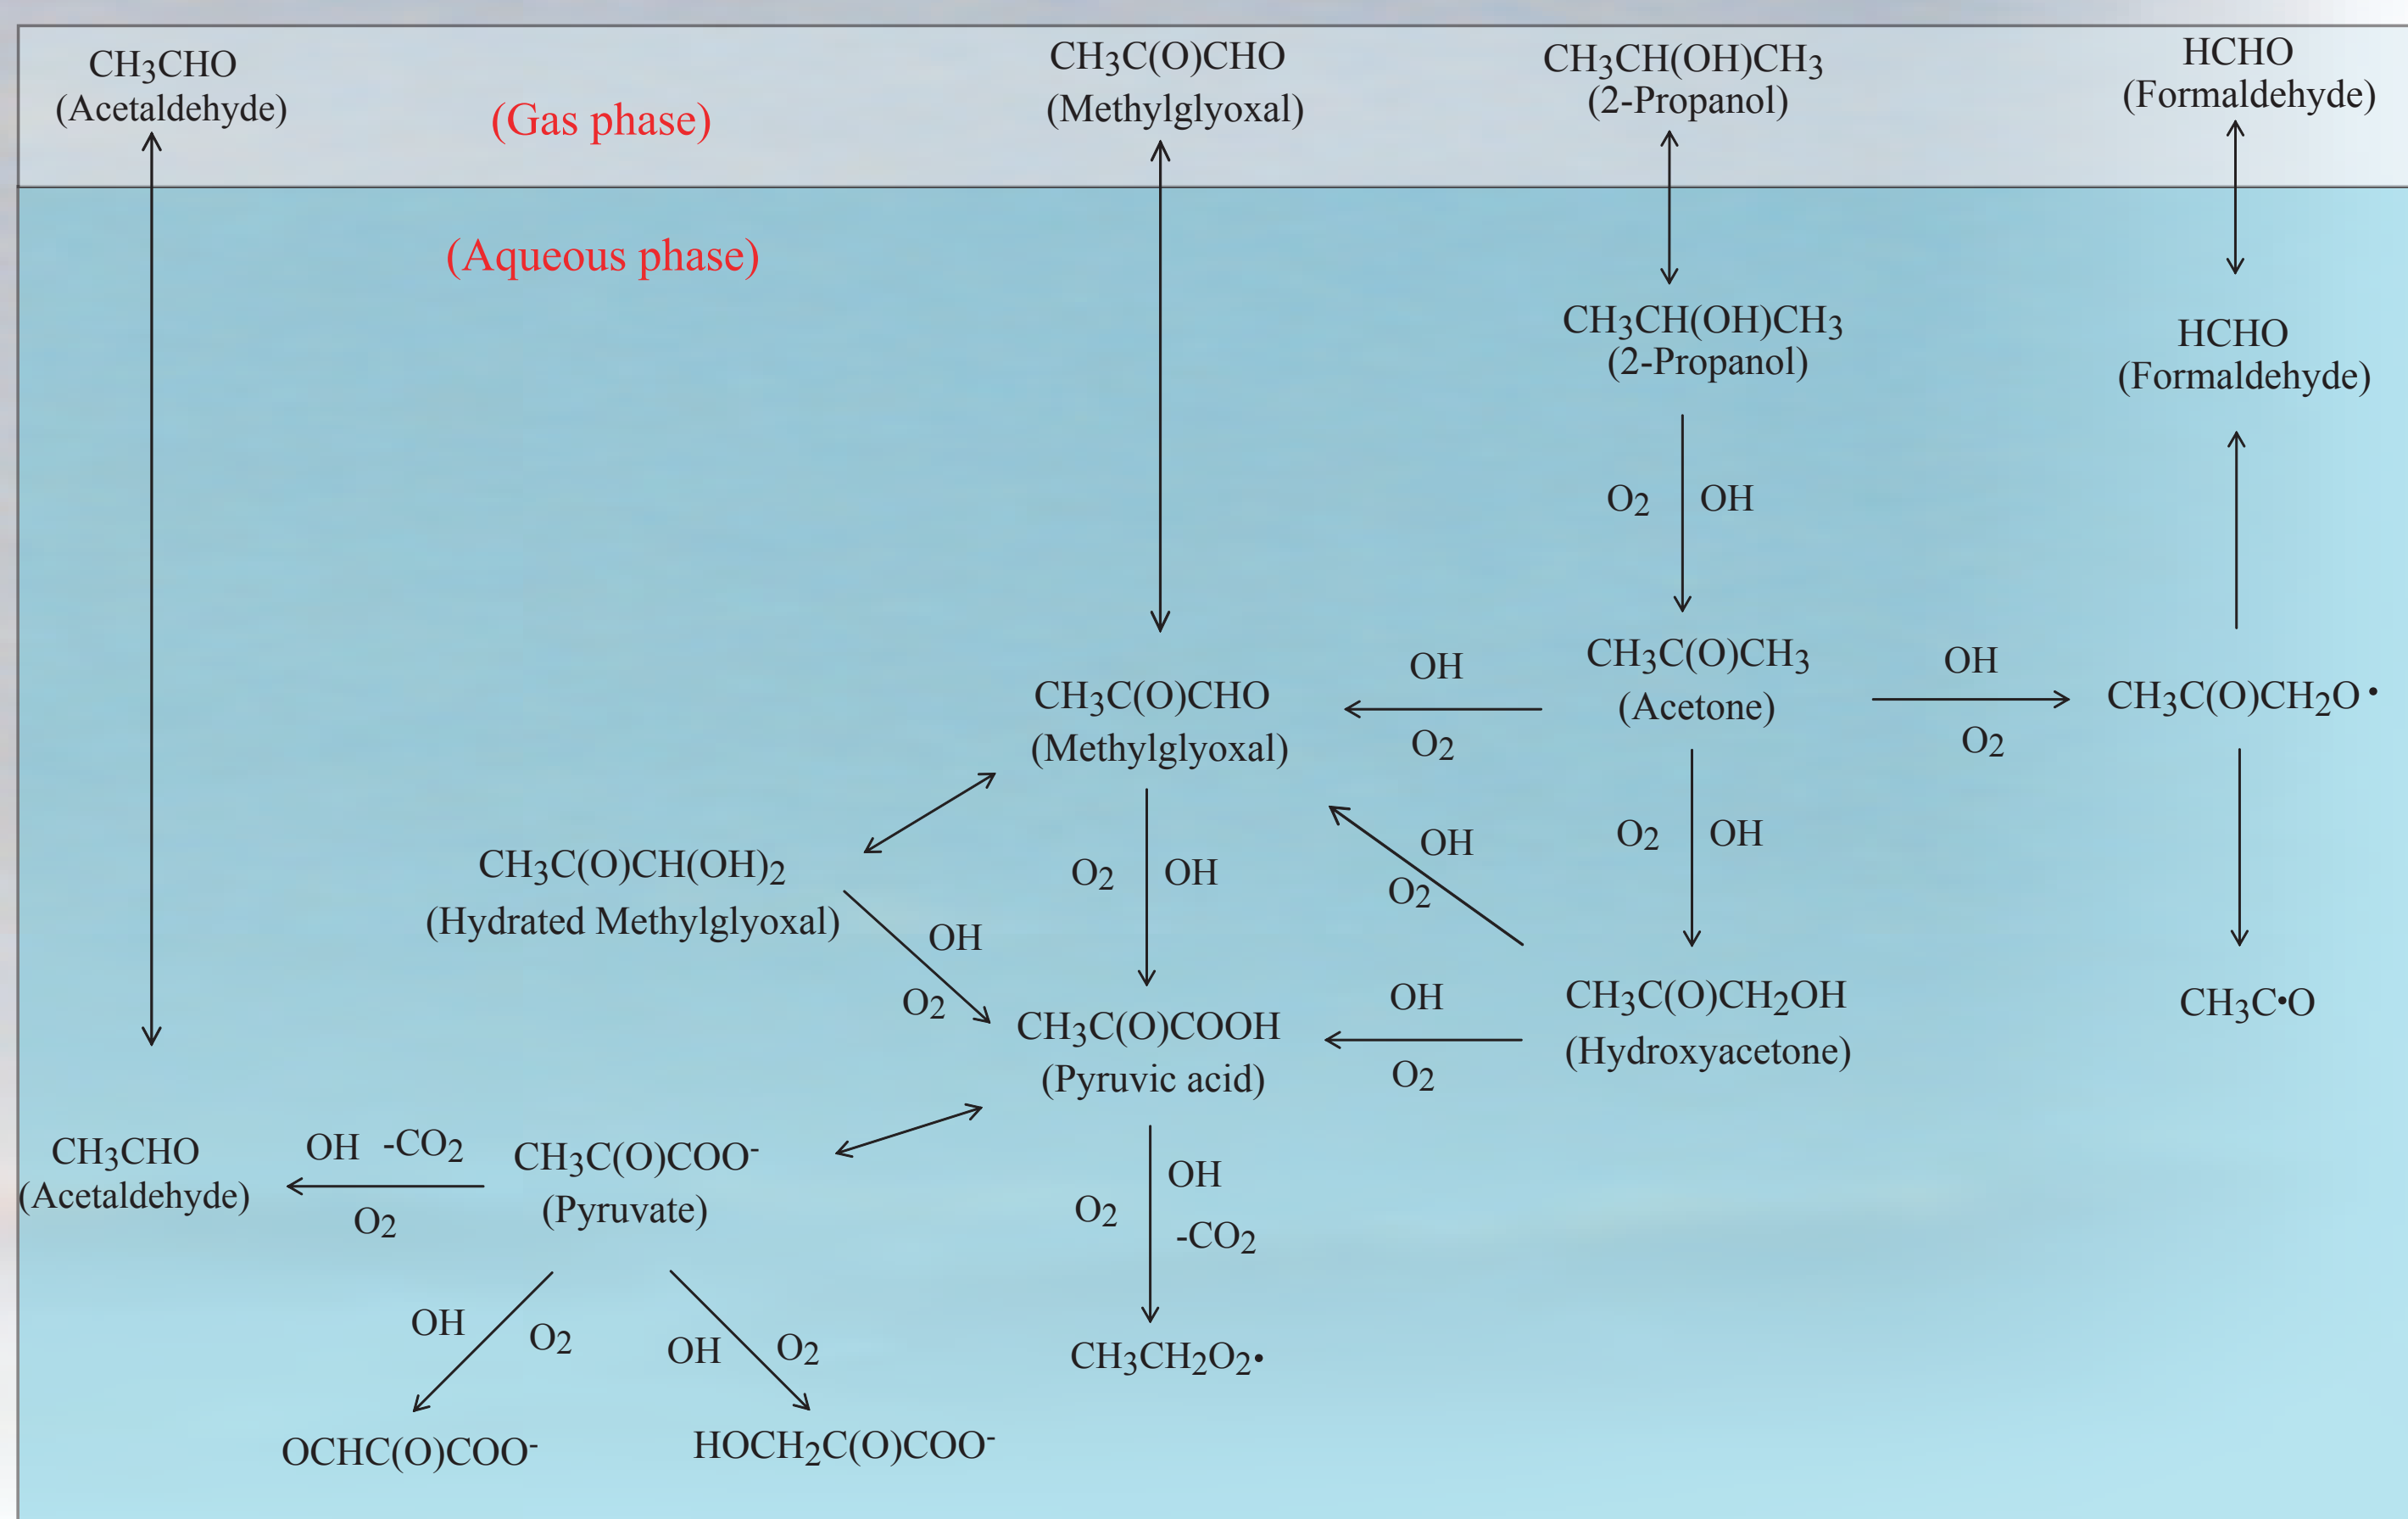 CH3CHO
(Acetaldehyde)
(Gas phase)
CH3C(O)CHO
(Methylglyoxal)
CH3CH(OH)CH3
(2-Propanol)
HCHO
(Formaldehyde)
(Aqueous phase)
CH3CH(OH)CH3
(2-Propanol)
HCHO
(Formaldehyde)
O2
OH
CH3C(O)CHO
(Methylglyoxal)
OH
O2
CH3C(O)CH3
(Acetone)
OH
O2
CH3C(O)CH2O•
CH3C(O)CH(OH)2
(Hydrated Methylglyoxal)
OH
O2
O2
OH
OH
O2
O2
OH
CH3C(O)COOH
(Pyruvic acid)
OH
O2
CH3C(O)CH2OH
(Hydroxyacetone)
CH3C•O
CH3CHO
(Acetaldehyde)
OH -CO2
O2
CH3C(O)COO-
(Pyruvate)
O2
OH
-CO2
OH
O2
OH
O2
CH3CH2O2•
OCHC(O)COO-
HOCH2C(O)COO-